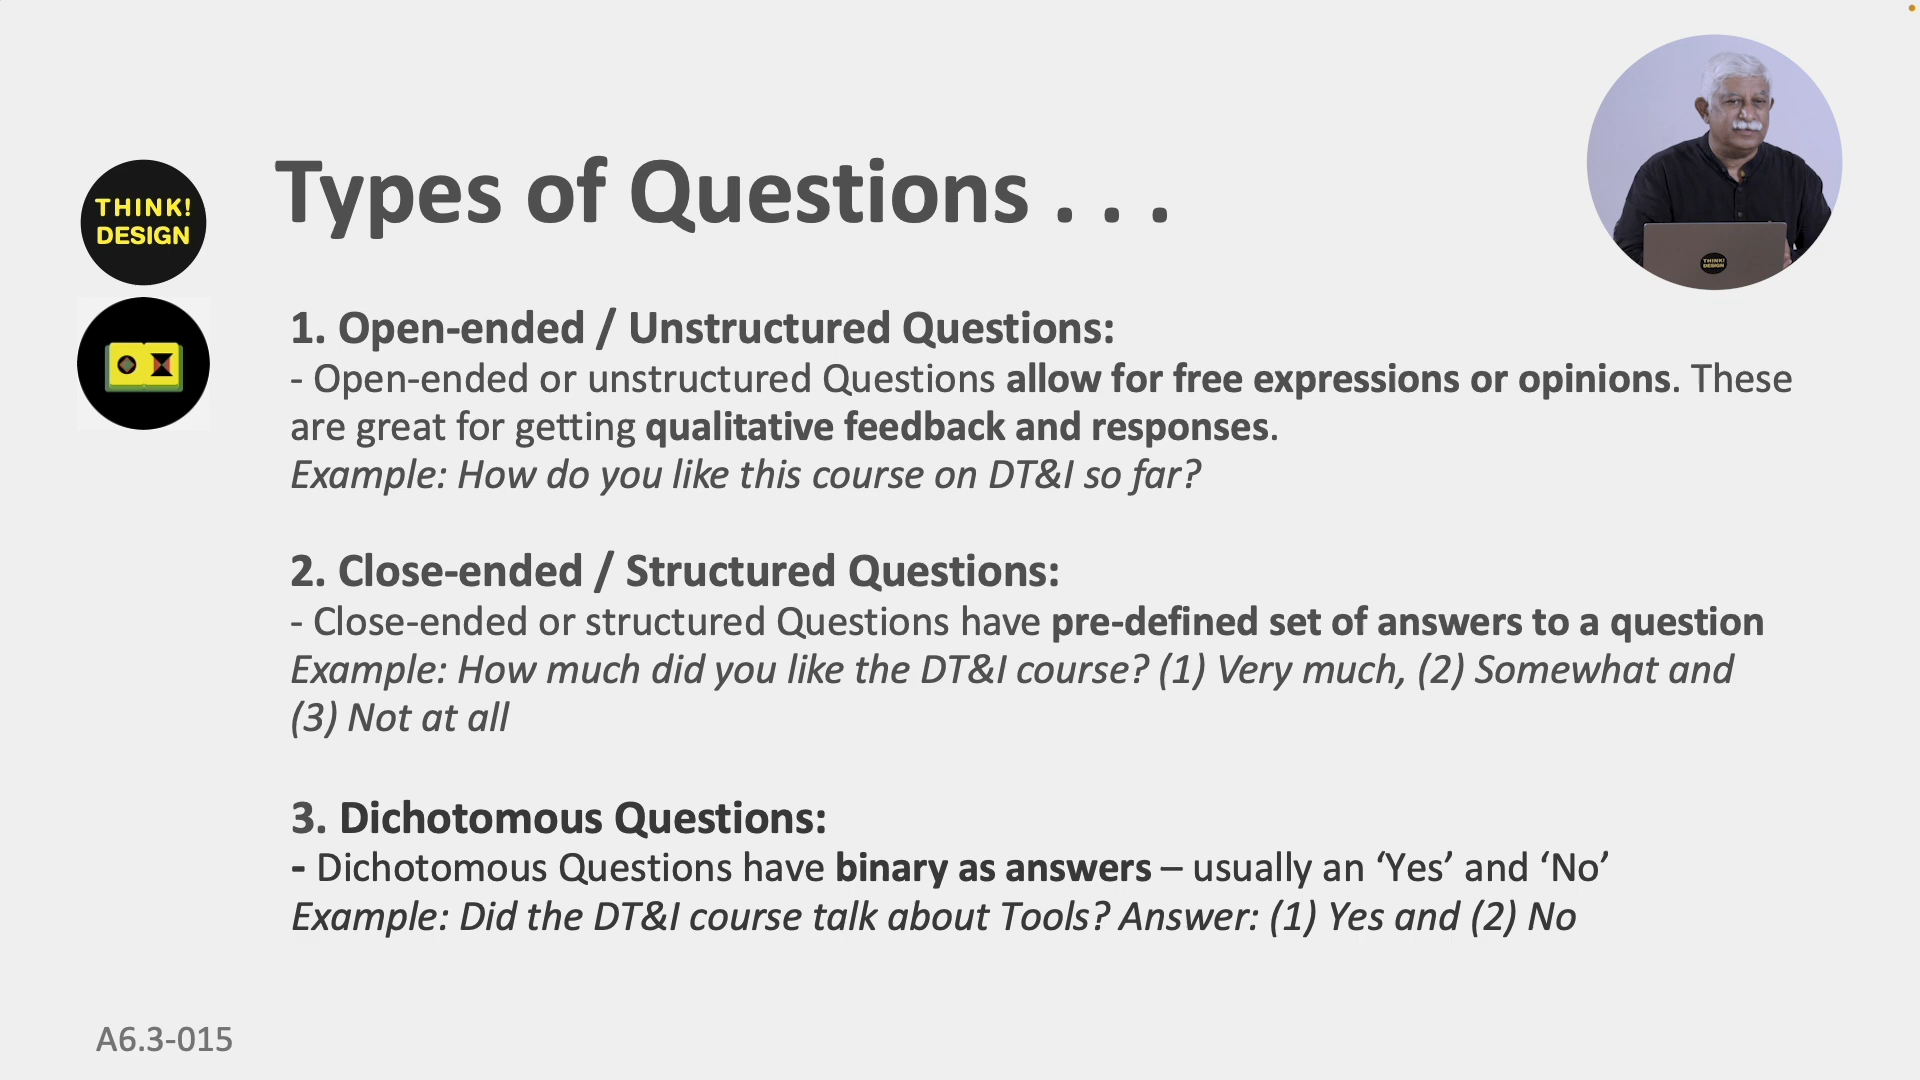 THINK!
DESIGN
Types of Questions . . .
THINK!
DESIGN
1. Open-ended / Unstructured Questions:
- Open-ended or unstructured Questions allow for free expressions or opinions. These
are great for getting qualitative feedback and responses.
Example: How do you like this course on DT&I so far?
2. Close-ended / Structured Questions:
- Close-ended or structured Questions have pre-defined set of answers to a question
Example: How much did you like the DT&I course? (1) Very much, (2) Somewhat and
(3) Not at all
3. Dichotomous Questions:
- Dichotomous Questions have binary as answers – usually an ‘Yes’ and ‘No’
Example: Did the DT&I course talk about Tools? Answer: (1) Yes and (2) No
A6.3-015